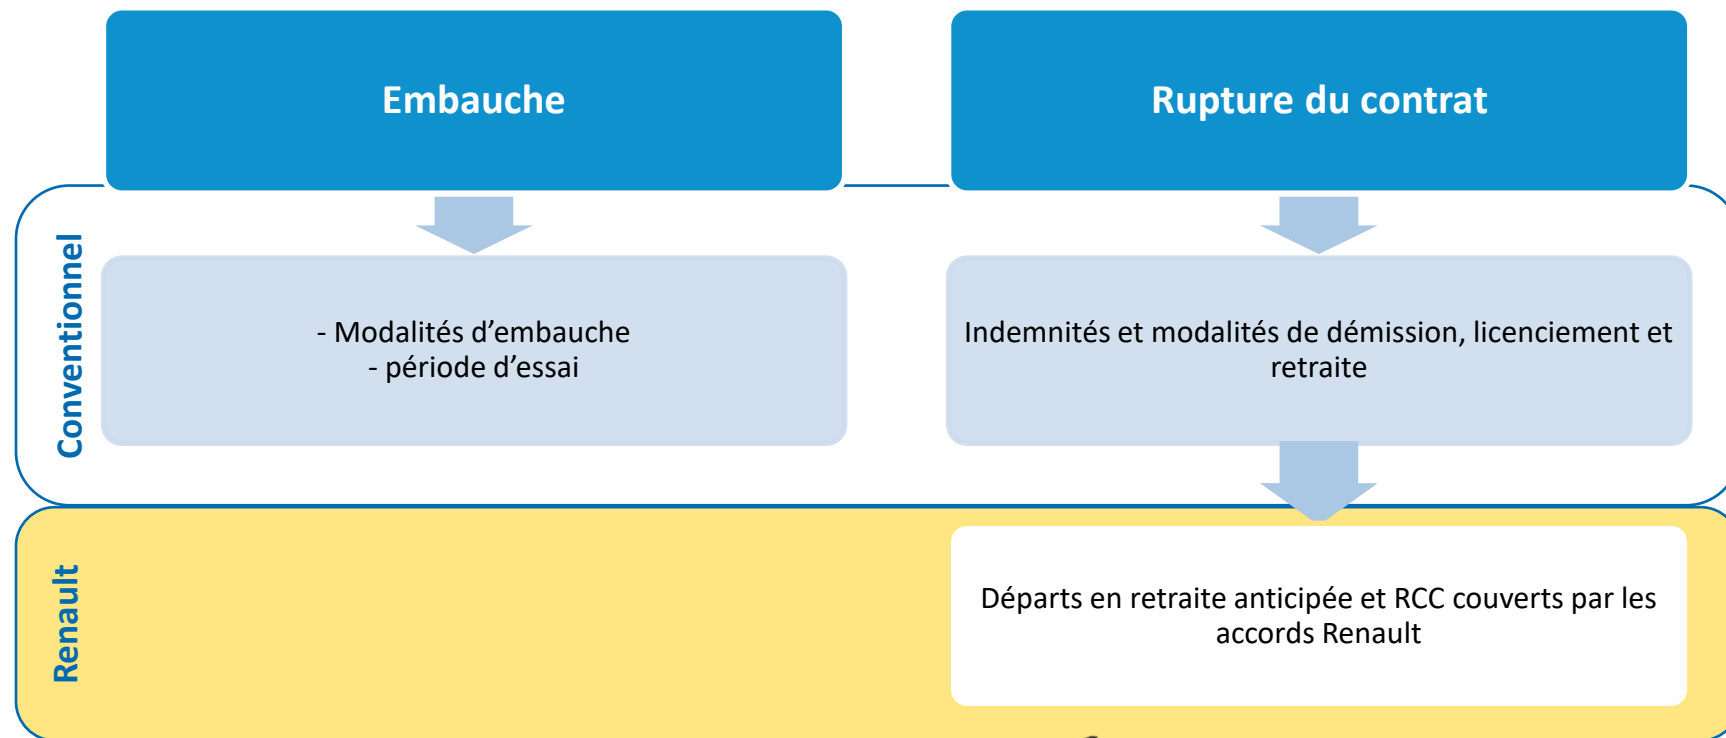 Embauche
Rupture du contrat
Conventionnel
- Modalités d’embauche
- période d’essai
Indemnités et modalités de démission, licenciement et
retraite
Renault
Départs en retraite anticipée et RCC couverts par les
accords Renault